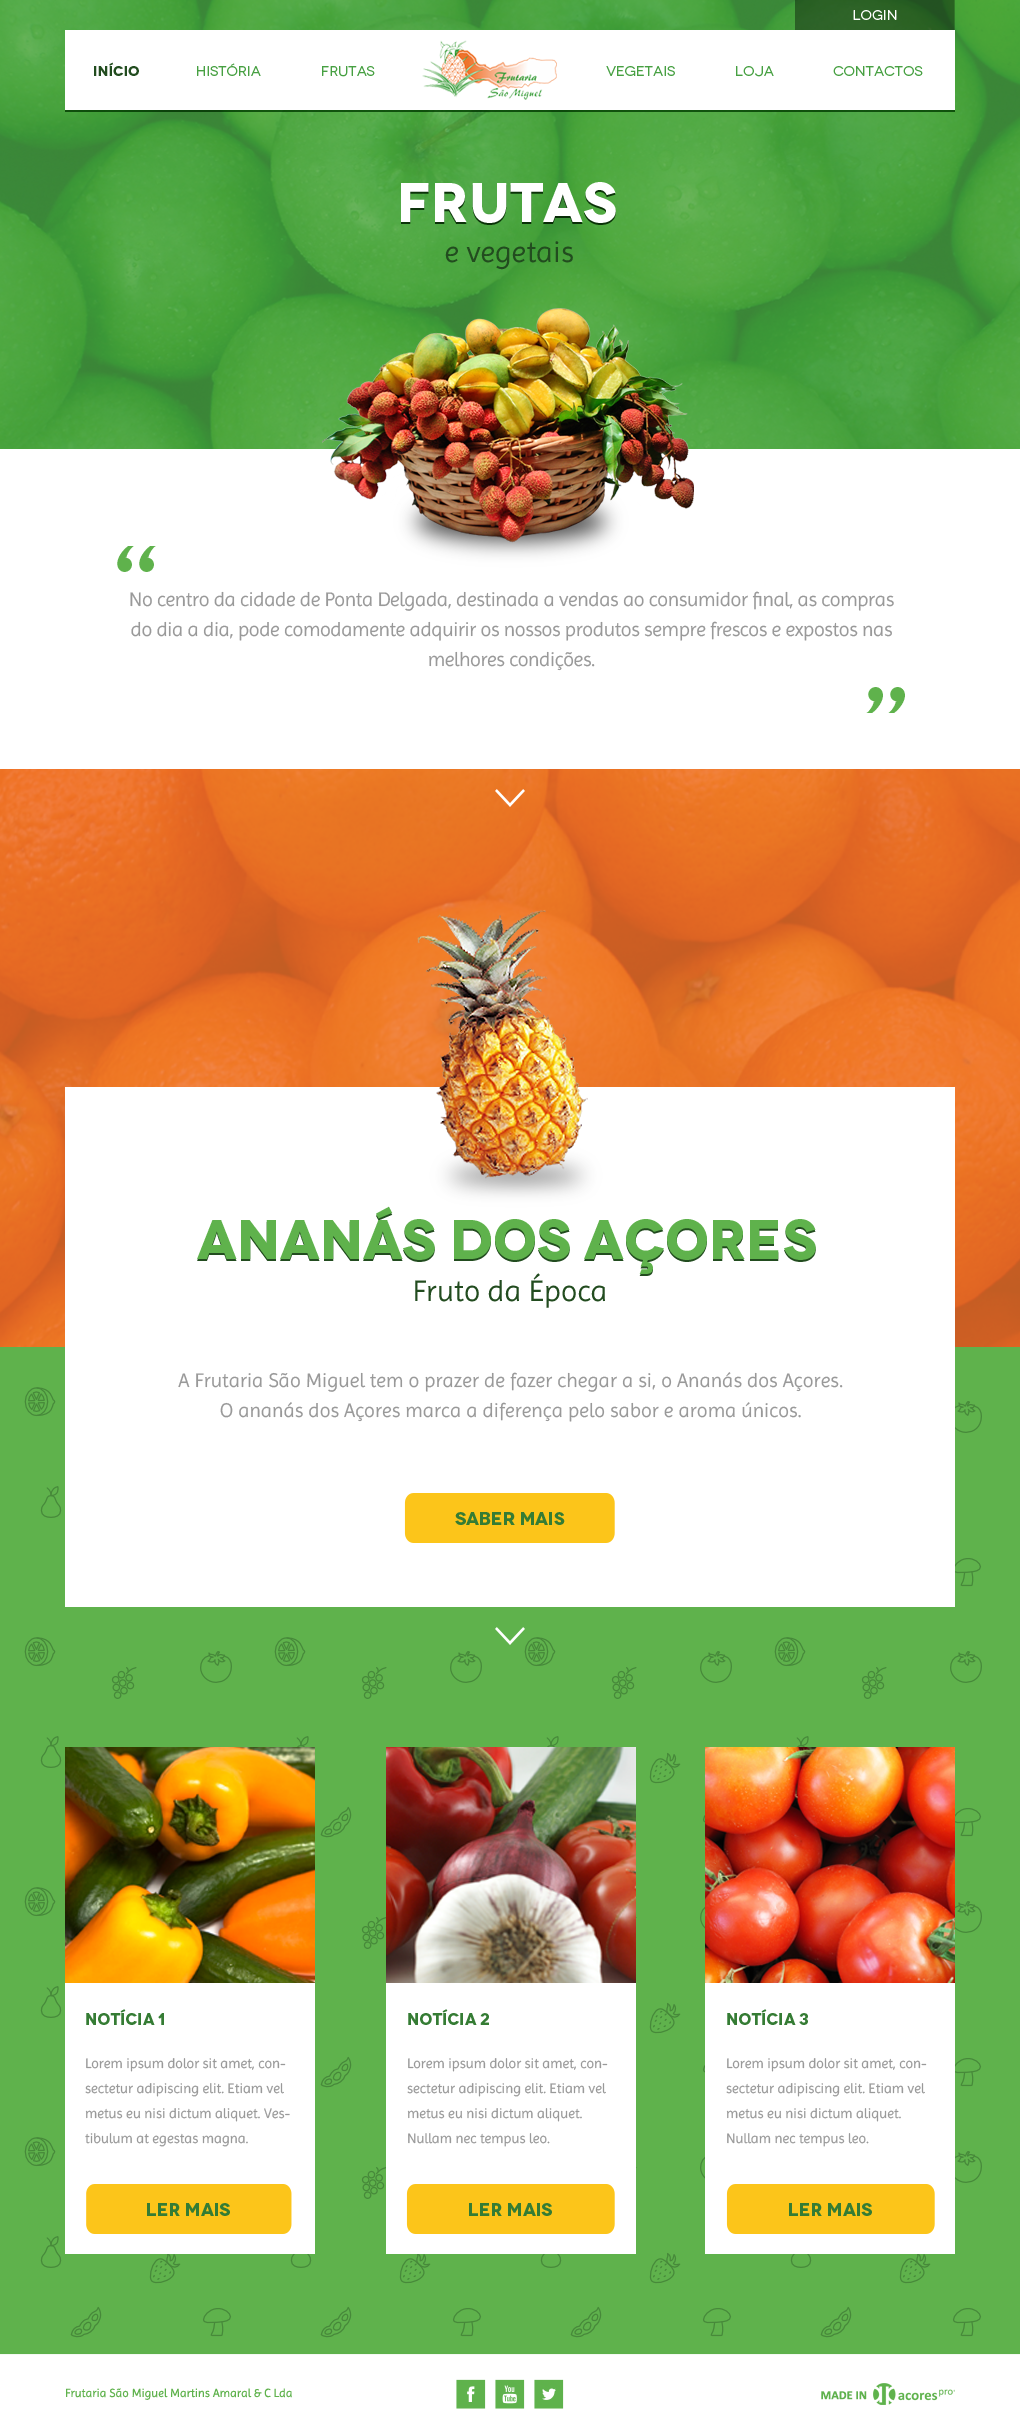 LOGIN
INÍCIO
HISTÓRIA
FRUTAS
Frutaria
São Miguel
VEGETAIS
LOJA
CONTACTOS
FRUTAS
e vegetais
“
No centro da cidade de Ponta Delgada, destinada a vendas ao consumidor final, as compras
do dia a dia, pode comodamente adquirir os nossos produtos sempre frescos e expostos nas
melhores condições.
”
ANANÁS DOS AÇORES
Fruto da Época
A Frutaria São Miguel tem o prazer de fazer chegar a si, o Ananás dos Açores.
O ananás dos Açores marca a diferença pelo sabor e aroma únicos.
SABER MAIS
NOTÍCIA 1
Lorem ipsum dolor sit amet, con-
sectetur adipiscing elit. Etiam vel
metus eu nisi dictum aliquet. Ves-
tibulum at egestas magna.
LER MAIS
NOTÍCIA 2
Lorem ipsum dolor sit amet, con-
sectetur adipiscing elit. Etiam vel
metus eu nisi dictum aliquet.
Nullam nec tempus leo.
LER MAIS
NOTÍCIA 3
Lorem ipsum dolor sit amet, con-
sectetur adipiscing elit. Etiam vel
metus eu nisi dictum aliquet.
Nullam nec tempus leo.
LER MAIS
Frutaria São Miguel Martins Amaral & C Lda
f
You
Tube
MADE IN acores pro